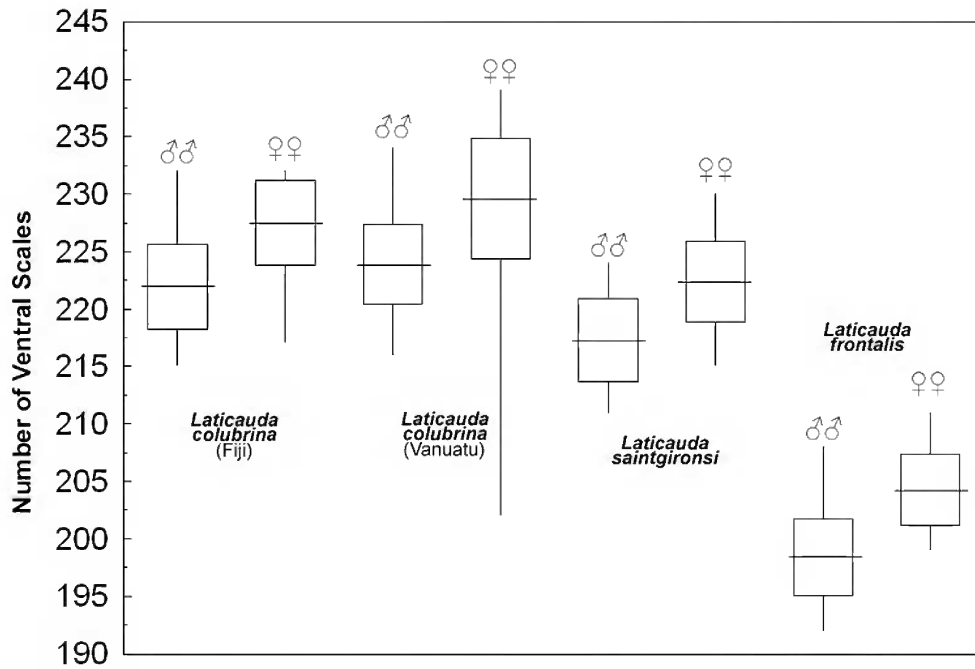 245
240
235
230
225
220
215
210
205
200
195
190
Number of Ventral Scales
♂♂
♀♀
♂♂
♀♀
♂♂
♀♀
♂♂
♀♀
Laticauda
colubrina
(Fiji)
Laticauda
colubrina
(Vanuatu)
Laticauda
saintgironsi
Laticauda
frontalis